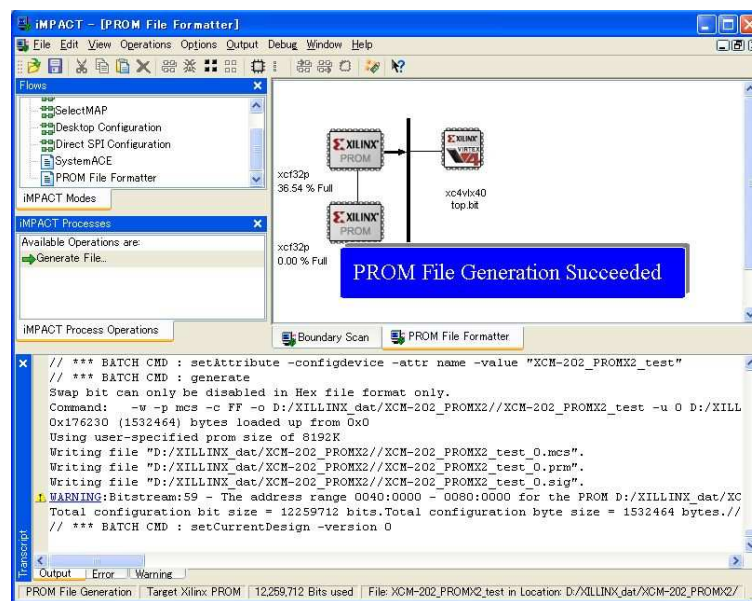 iMPACT - [PROM File Formatter]
File Edit View Operations Options Output Debug Window Help
Flows
SelectMAP
Desktop Configuration
Direct SPI Configuration
SystemACE
PROM File Formatter
iMPACT Modes
iMPACT Processes
Available Operations are:
Generate File...
iMPACT Process Operations
XILINX
PROM
xcf32p
36.54 % Full
XILINX
PROM
xcf32p
0.00 % Full
XILINX
VIRTEX
xc4vlx40
top.bit
PROM File Generation Succeeded
Boundary Scan
PROM File Formatter
// *** BATCH CMD : setAttribute -configdevice -attr name -value "XCM-202_PROMX2_test"
// *** BATCH CMD : generate
Swap bit can only be disabled in Hex file format only.
Command: -w -p mcs -c FF -o D:/XILLINX_dat/XCM-202_PROMX2//XCM-202_PROMX2_test -u 0 D:/XILL
0x176230 (1532464) bytes loaded up from 0x0
Using user-specified prom size of 8192K
Writing file "D:/XILLINX_dat/XCM-202_PROMX2//XCM-202_PROMX2_test_0.mcs".
Writing file "D:/XILLINX_dat/XCM-202_PROMX2//XCM-202_PROMX2_test_0.prm".
Writing file "D:/XILLINX_dat/XCM-202_PROMX2//XCM-202_PROMX2_test_0.sig".
WARNING:Bitstream:59 - The address range 0040:0000 - 0080:0000 for the PROM D:/XILLINX_dat/XC
Total configuration bit size = 12259712 bits.Total configuration byte size = 1532464 bytes.//
// *** BATCH CMD : setCurrentDesign -version 0
Transcript
Output Error Warning
PROM File Generation Target Xilinx PROM 12,259,712 Bits used File: XCM-202_PROMX2_test in Location: D:/XILLINX_dat/XCM-202_PROMX2/